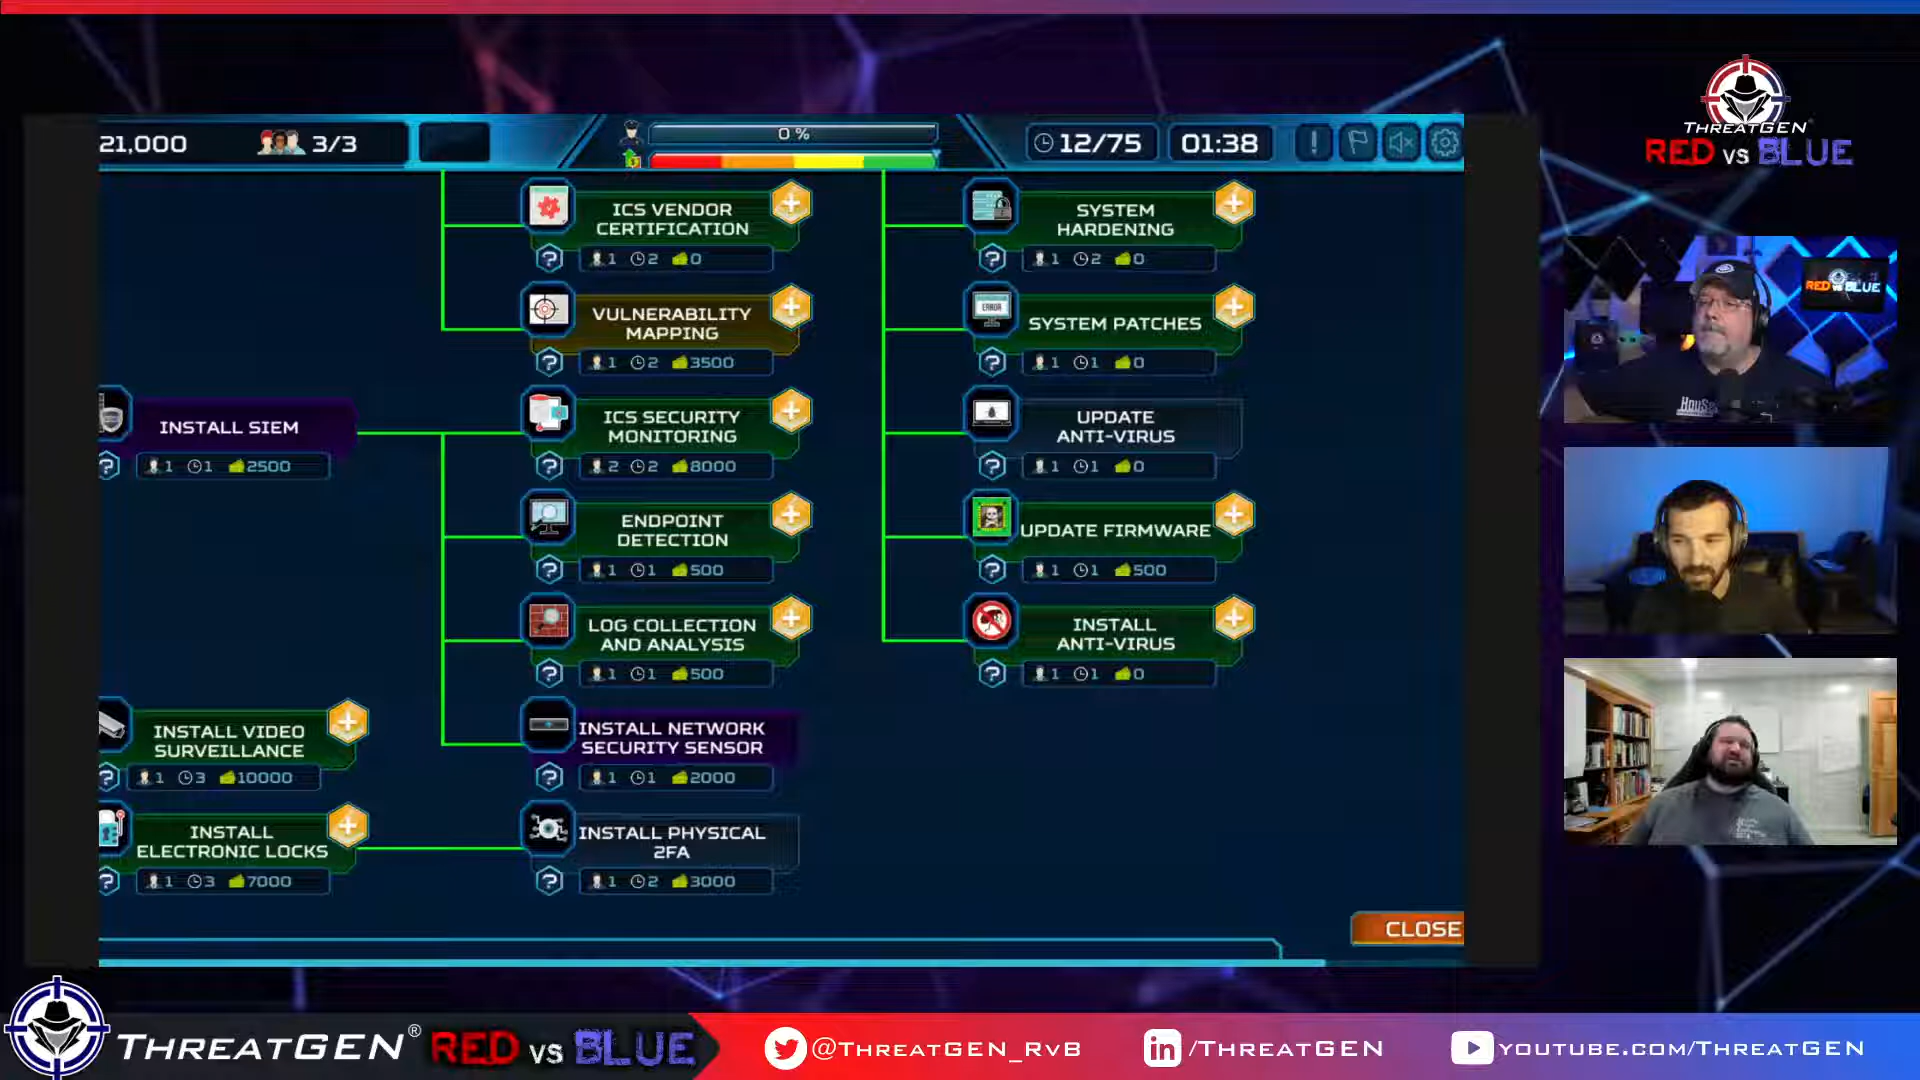 21,000
3/3
0 %
12/75
01:38
THREATGEN®
RED VS BLUE
ICS VENDOR
CERTIFICATION
1 2 0
VULNERABILITY
MAPPING
1 2 3500
INSTALL SIEM
1 1 2500
ICS SECURITY
MONITORING
2 2 8000
ENDPOINT
DETECTION
1 1 500
LOG COLLECTION
AND ANALYSIS
1 1 500
INSTALL VIDEO
SURVEILLANCE
1 3 10000
INSTALL NETWORK
SECURITY SENSOR
1 1 2000
INSTALL
ELECTRONIC LOCKS
1 3 7000
INSTALL PHYSICAL
2FA
1 2 3000
SYSTEM
HARDENING
1 2 0
ERROR
SYSTEM PATCHES
1 1 0
UPDATE
ANTI-VIRUS
1 1 0
UPDATE FIRMWARE
1 1 500
INSTALL
ANTI-VIRUS
1 1 0
CLOSE
RED VS BLUE
THREATGEN® RED VS BLUE
@THREATGEN_RVB
/THREATGEN
YOUTUBE.COM/THREATGEN